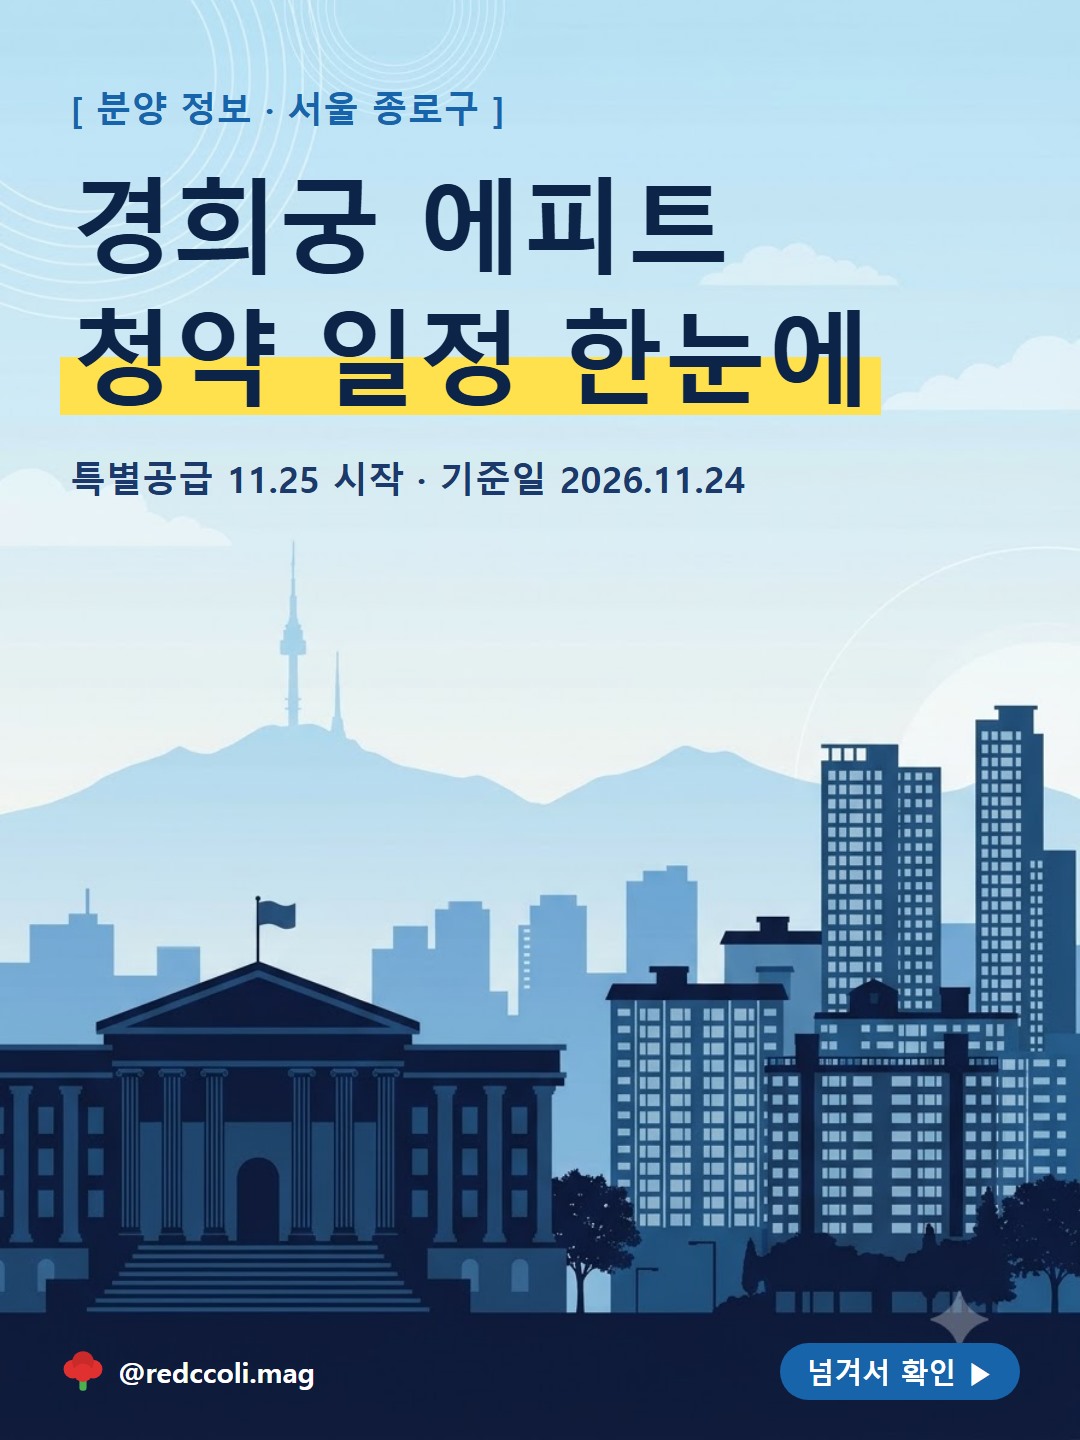 [ 분양 정보 · 서울 종로구 ]
경희궁 에피트
청약 일정 한눈에
특별공급 11.25 시작 · 기준일 2026.11.24
@redccoli.mag
넘겨서 확인 ▶